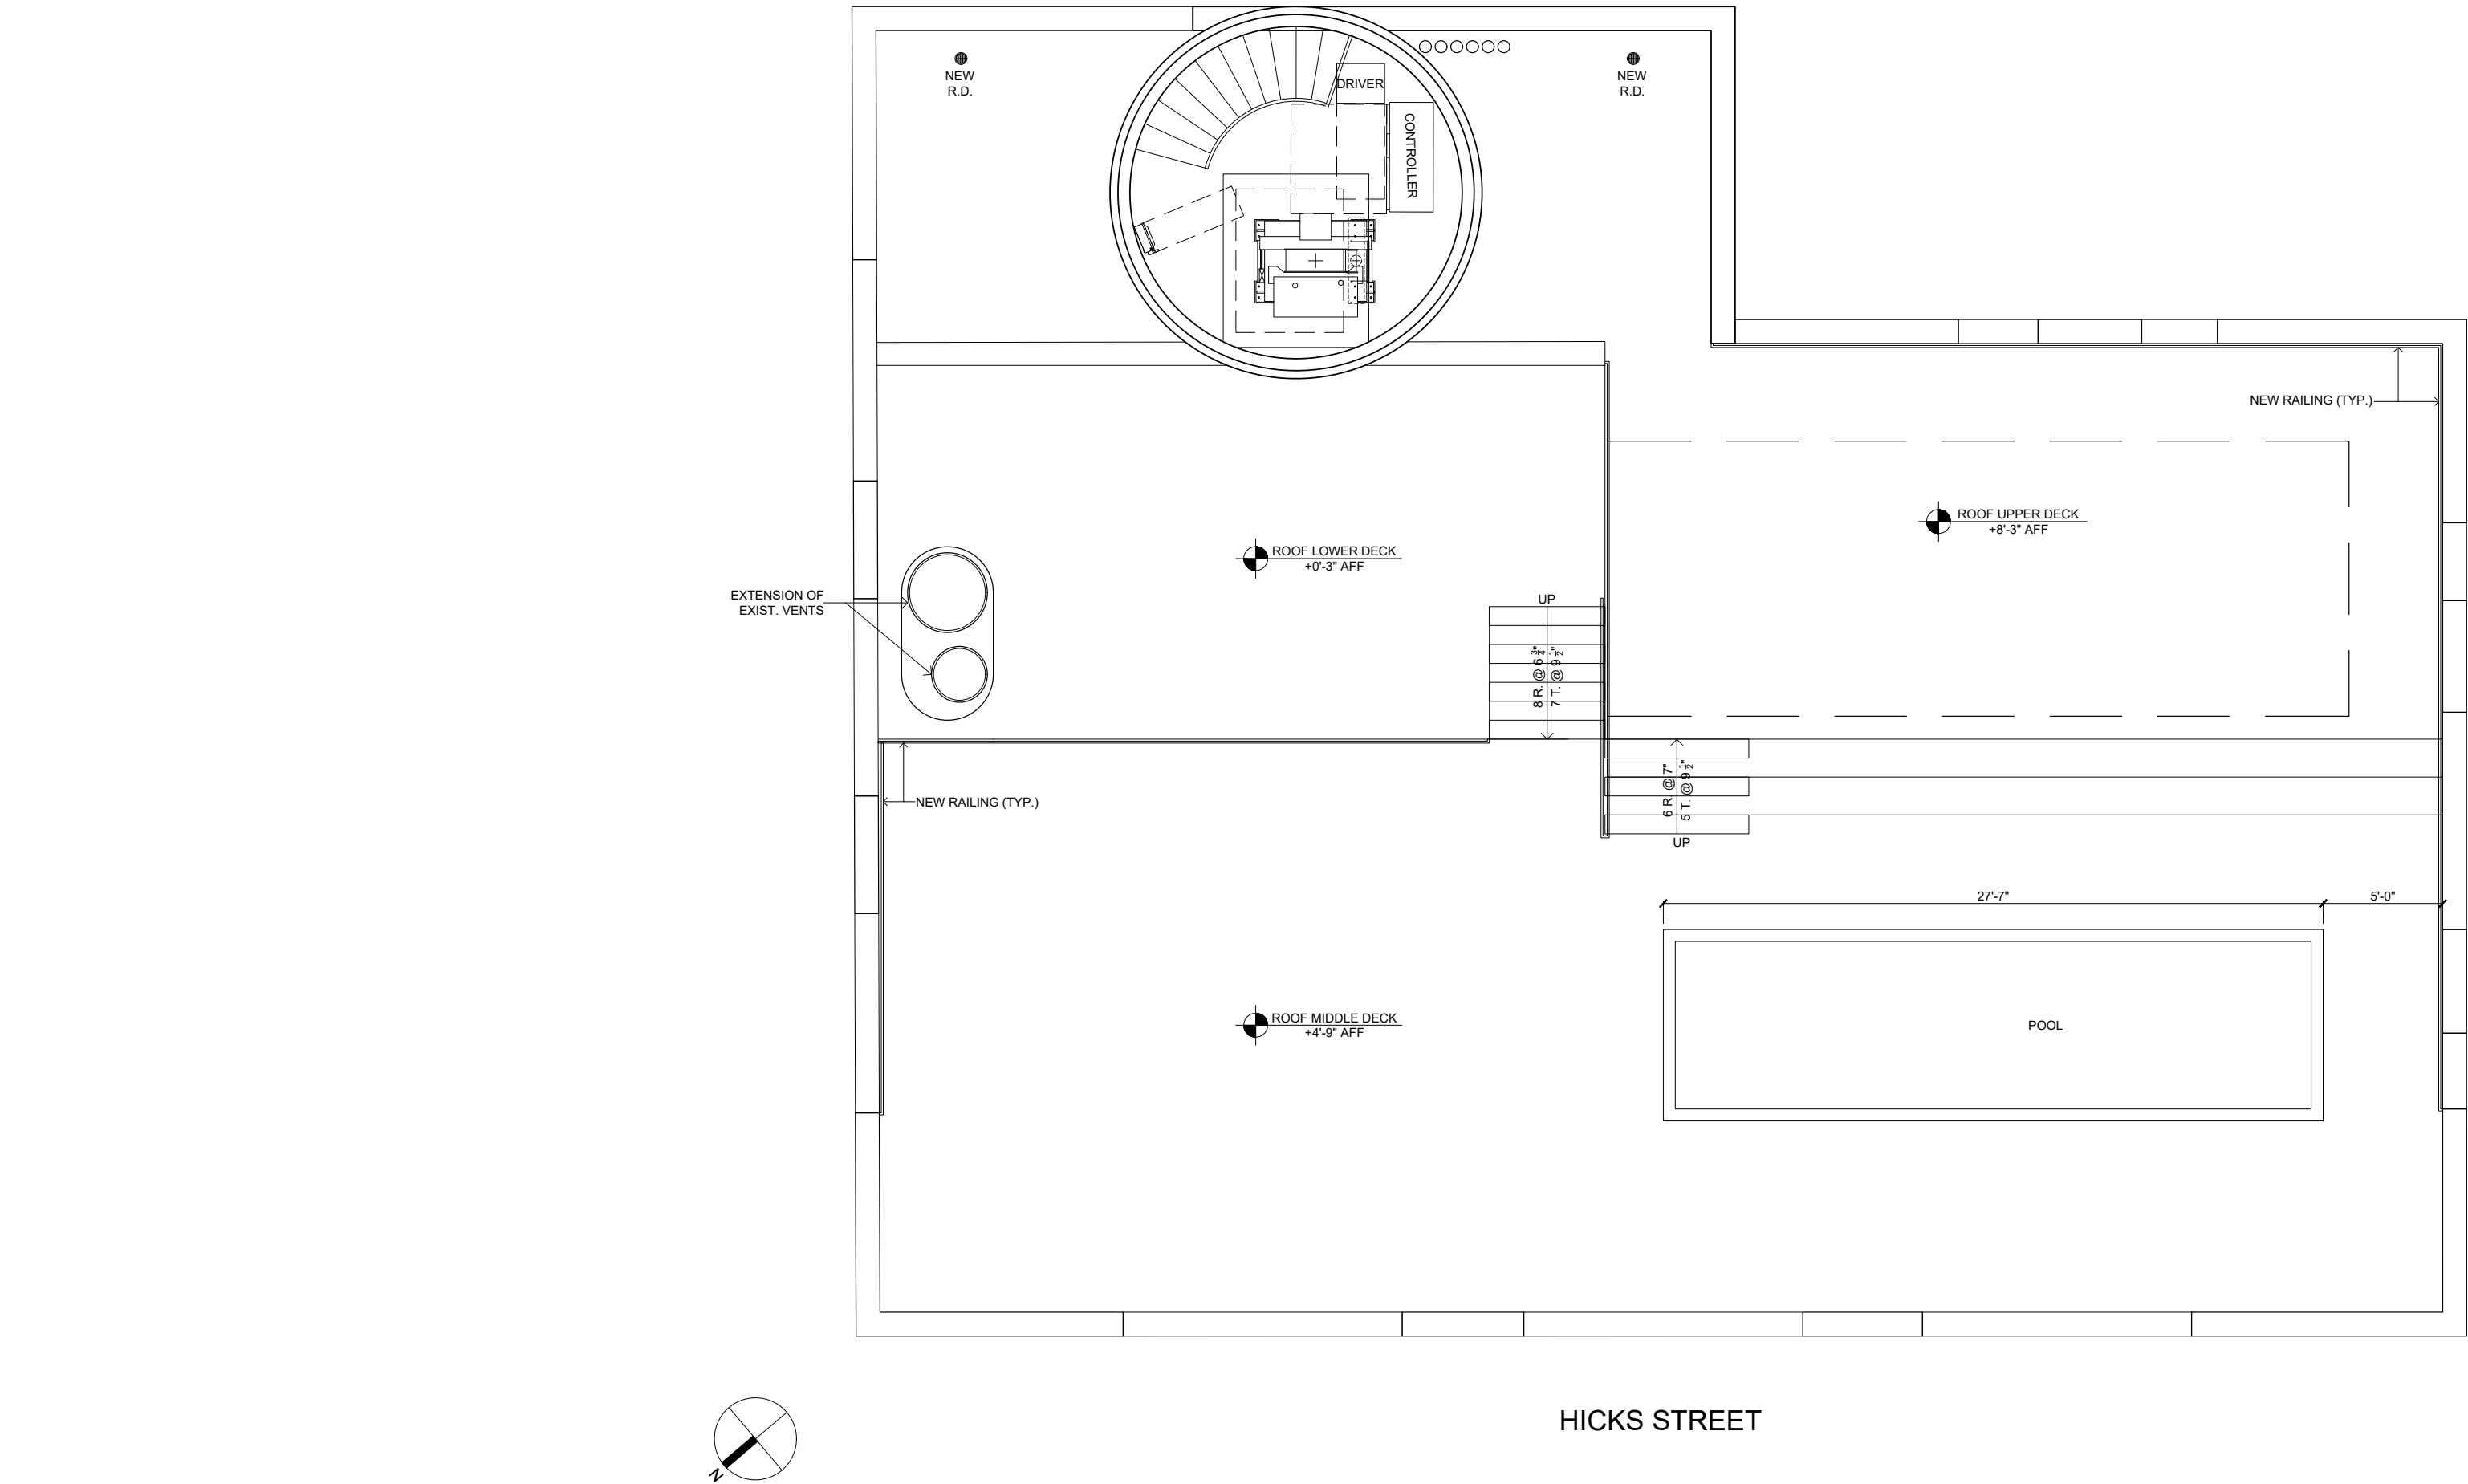 NEW
R.D.
DRIVER
CONTROLLER
NEW
R.D.
NEW RAILING (TYP.)
ROOF UPPER DECK
+8'-3" AFF
ROOF LOWER DECK
+0'-3" AFF
EXTENSION OF
EXIST. VENTS
UP
8 R. @ 6 3/4"
7 T. @ 9 1/2"
6 R. @ 7"
5 T. @ 9 1/2"
UP
NEW RAILING (TYP.)
27'-7"
5'-0"
ROOF MIDDLE DECK
+4'-9" AFF
POOL
HICKS STREET
N